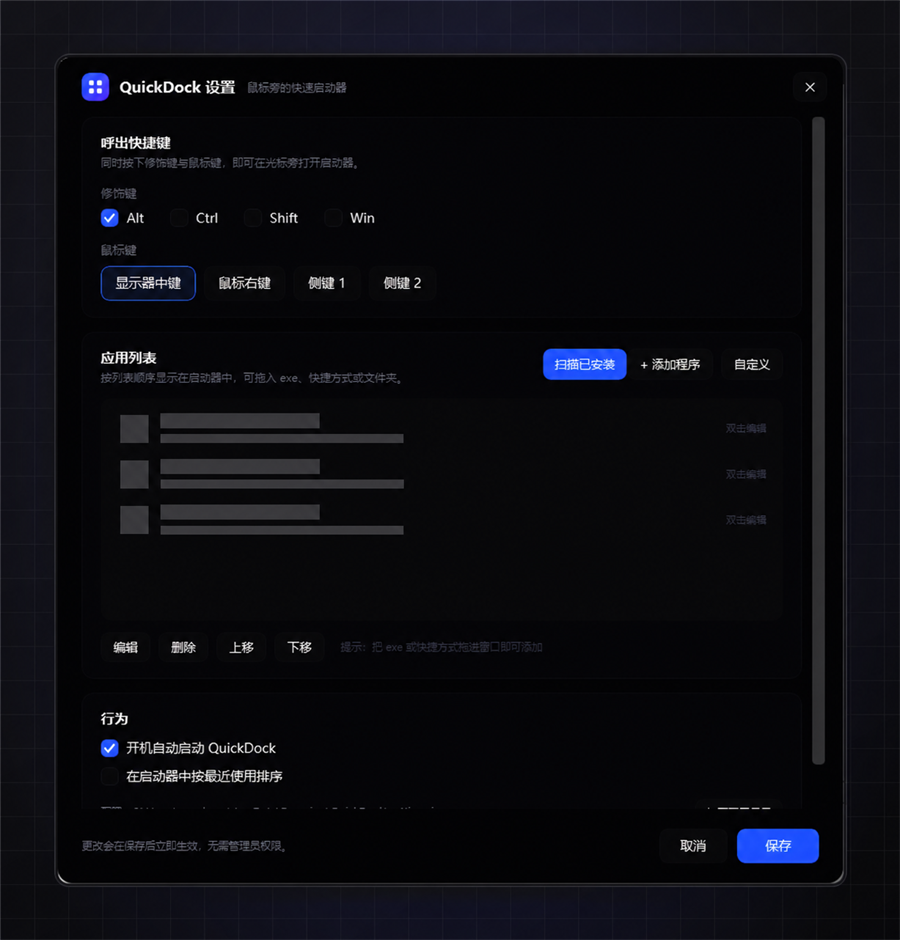 QuickDock 设置 鼠标旁的快速启动器
呼出快捷键
同时按下修饰键与鼠标键，即可在光标旁打开启动器。
修饰键
Alt Ctrl Shift Win
鼠标键
显示器中键 鼠标右键 侧键 1 侧键 2
应用列表
按列表顺序显示在启动器中，可拖入 exe、快捷方式或文件夹。
扫描已安装 + 添加程序 自定义
双击编辑
双击编辑
双击编辑
编辑 删除 上移 下移 提示：把 exe 或快捷方式拖进窗口即可添加
行为
开机自动启动 QuickDock
在启动器中按最近使用排序
更改会在保存后立即生效，无需管理员权限。
取消 保存